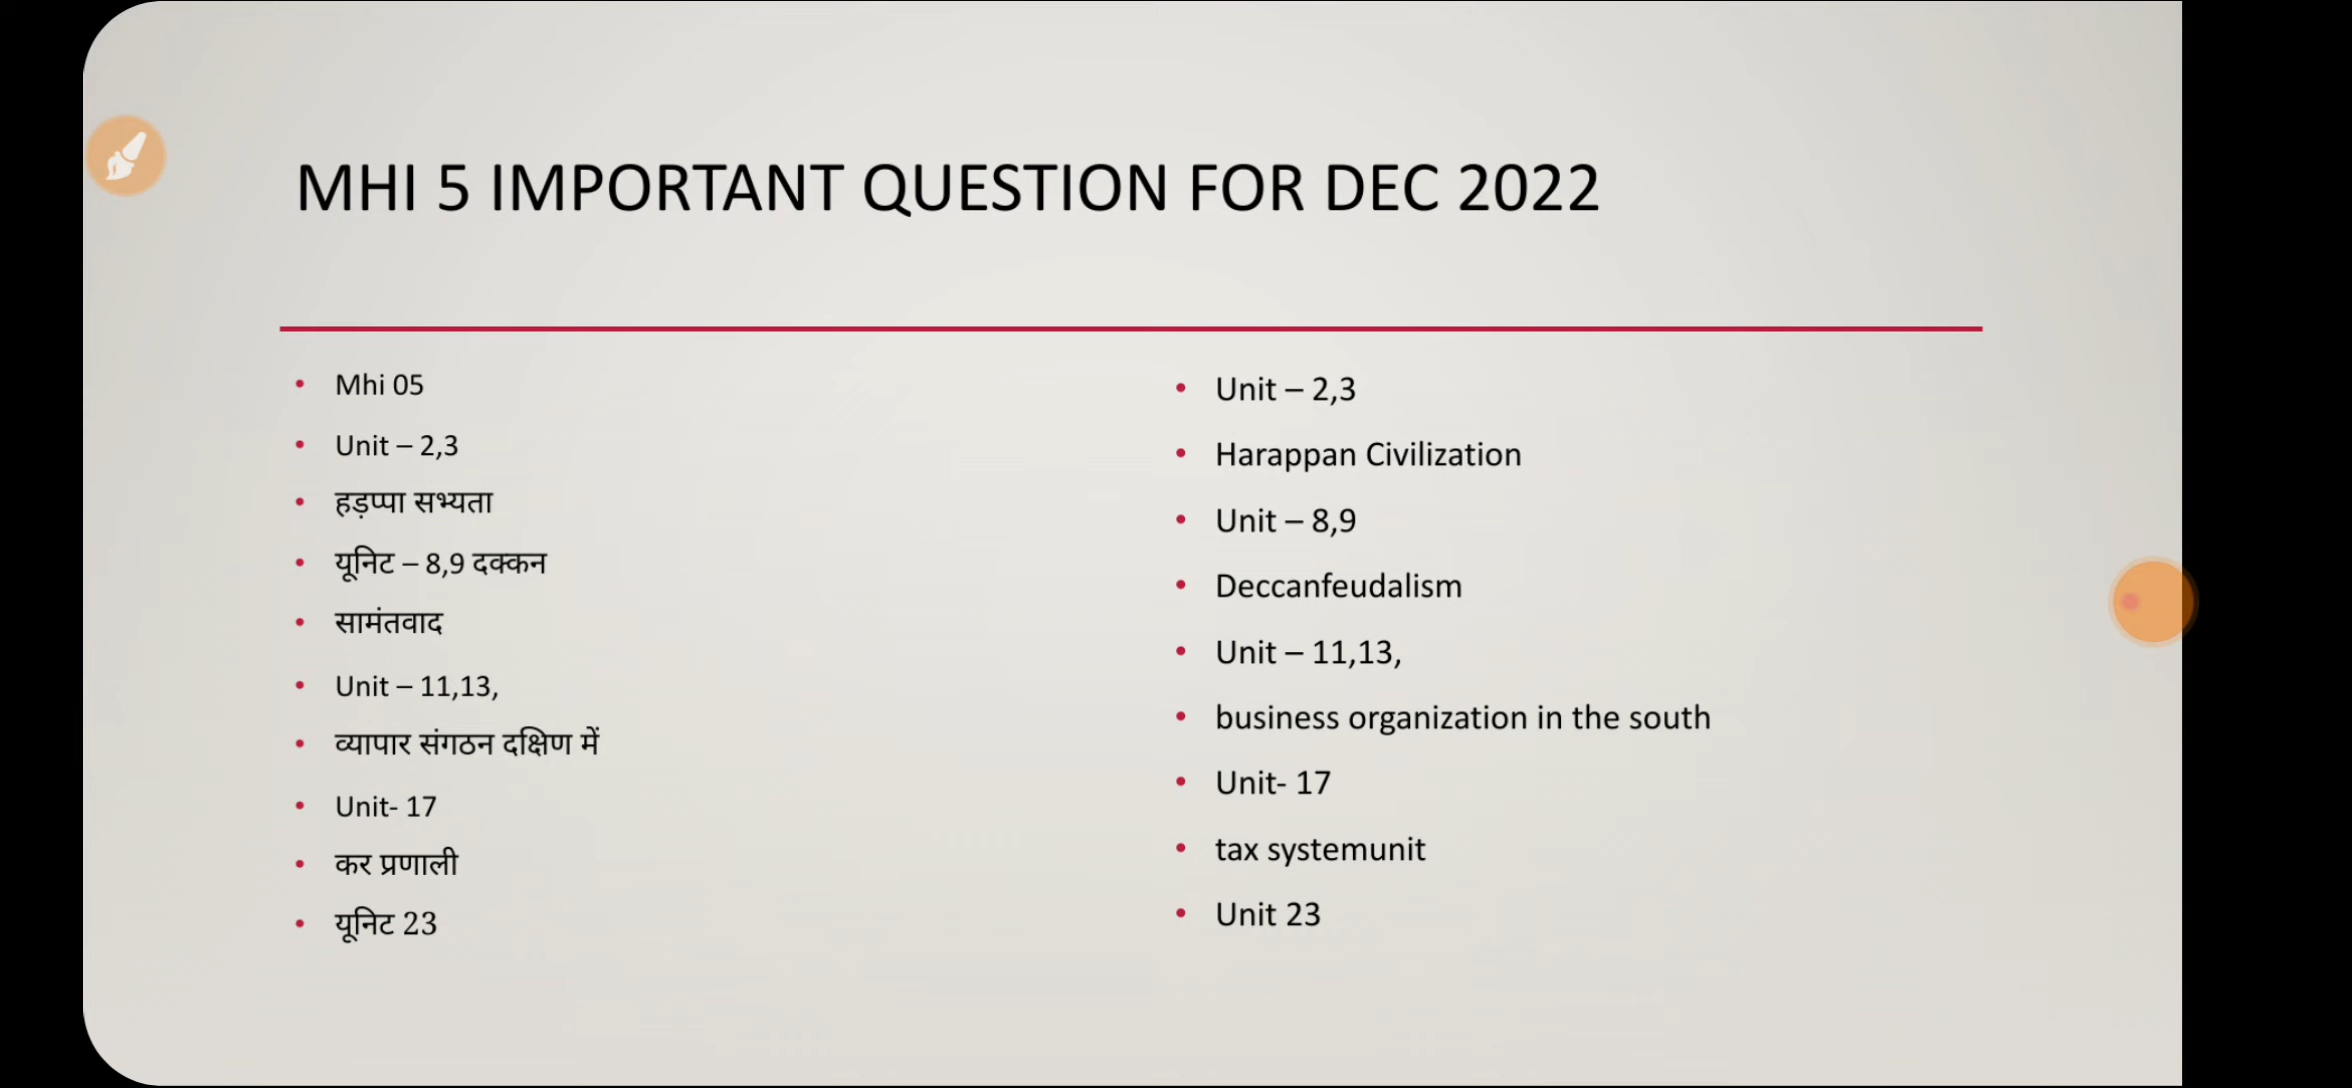 MHI 5 IMPORTANT QUESTION FOR DEC 2022
Mhi 05
Unit – 2,3
हड़प्पा सभ्यता
यूनिट – 8,9 दक्कन
सामंतवाद
Unit – 11,13,
व्यापार संगठन दक्षिण में
Unit- 17
कर प्रणाली
यूनिट 23
Unit – 2,3
Harappan Civilization
Unit – 8,9
Deccanfeudalism
Unit – 11,13,
business organization in the south
Unit- 17
tax systemunit
Unit 23